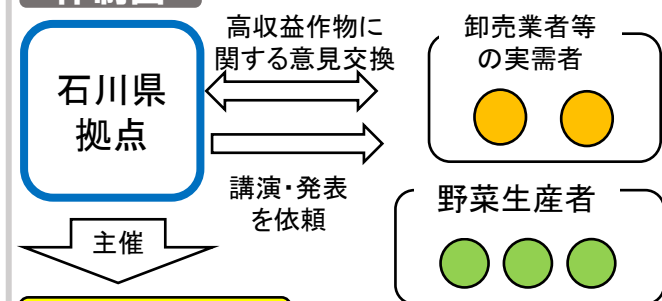 高収益作物に
関する意見交換
卸売業者等
の実需者
石川県
拠点
講演・発表
を依頼
野菜生産者
主催